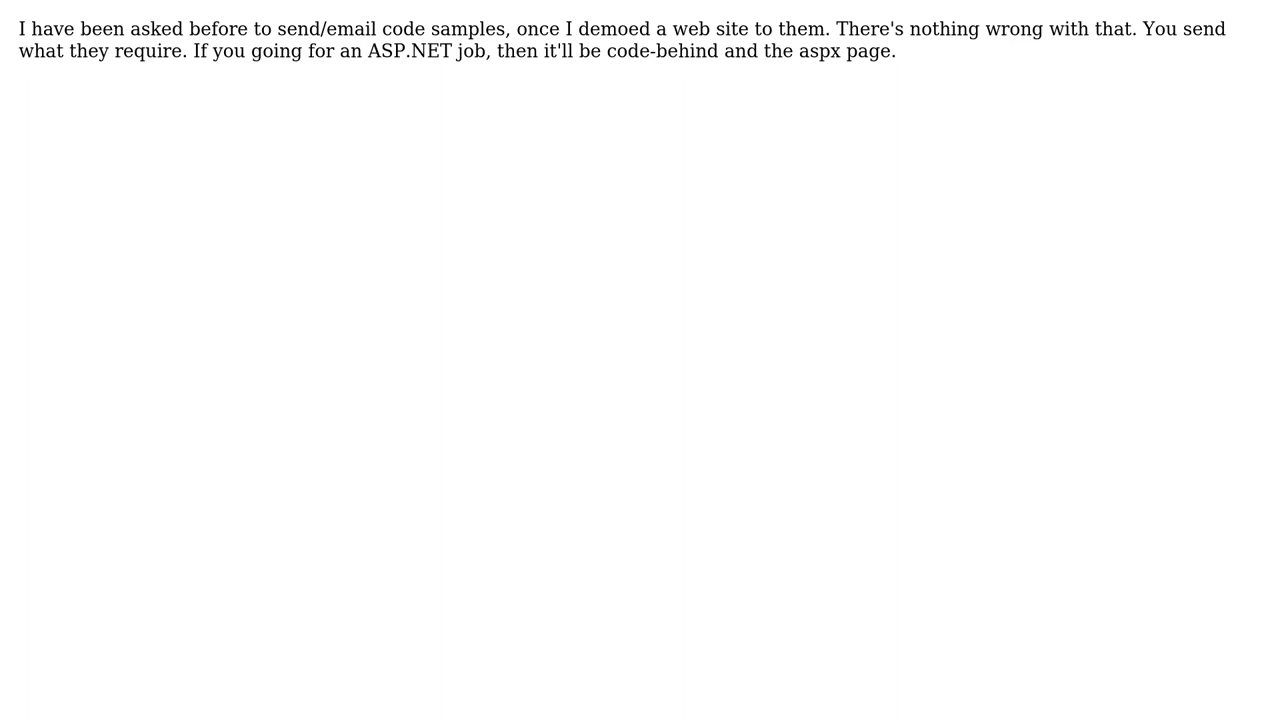 I have been asked before to send/email code samples, once I demoed a web site to them. There's nothing wrong with that. You send
what they require. If you going for an ASP.NET job, then it'll be code-behind and the aspx page.